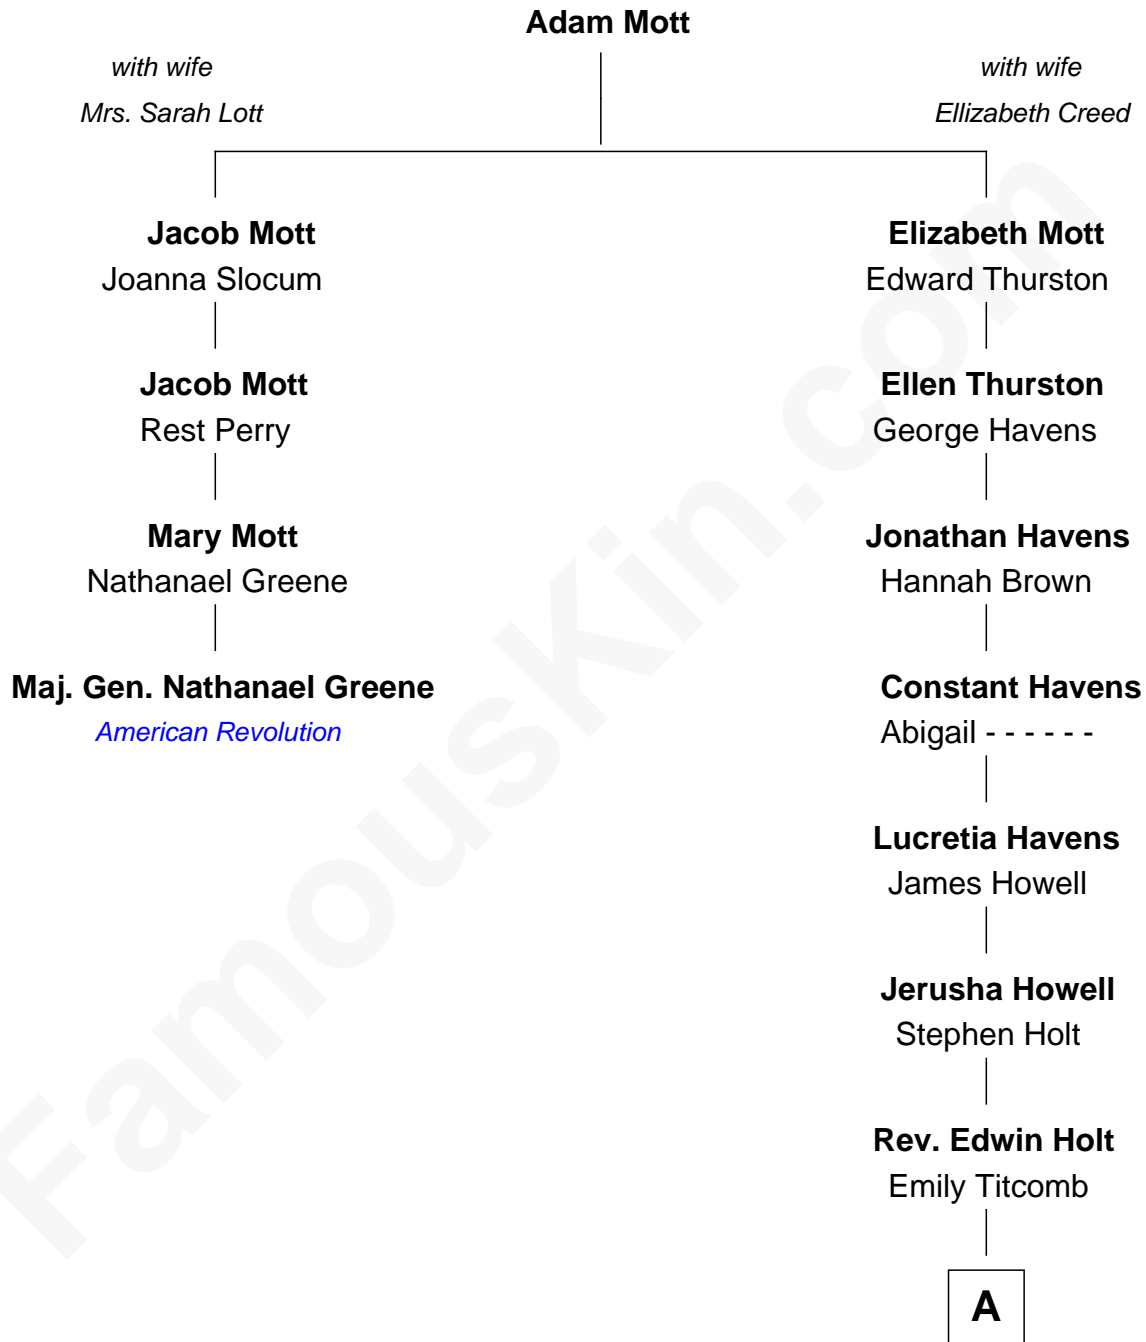 Adam Mott
with wife
Mrs. Sarah Lott
with wife
Ellizabeth Creed
Jacob Mott
Joanna Slocum
Elizabeth Mott
Edward Thurston
Jacob Mott
Rest Perry
Ellen Thurston
George Havens
Mary Mott
Nathanael Greene
Jonathan Havens
Hannah Brown
Maj. Gen. Nathanael Greene
American Revolution
Constant Havens
Abigail - - - - - -
Lucretia Havens
James Howell
Jerusha Howell
Stephen Holt
Rev. Edwin Holt
Emily Titcomb
A
FamousKin.com